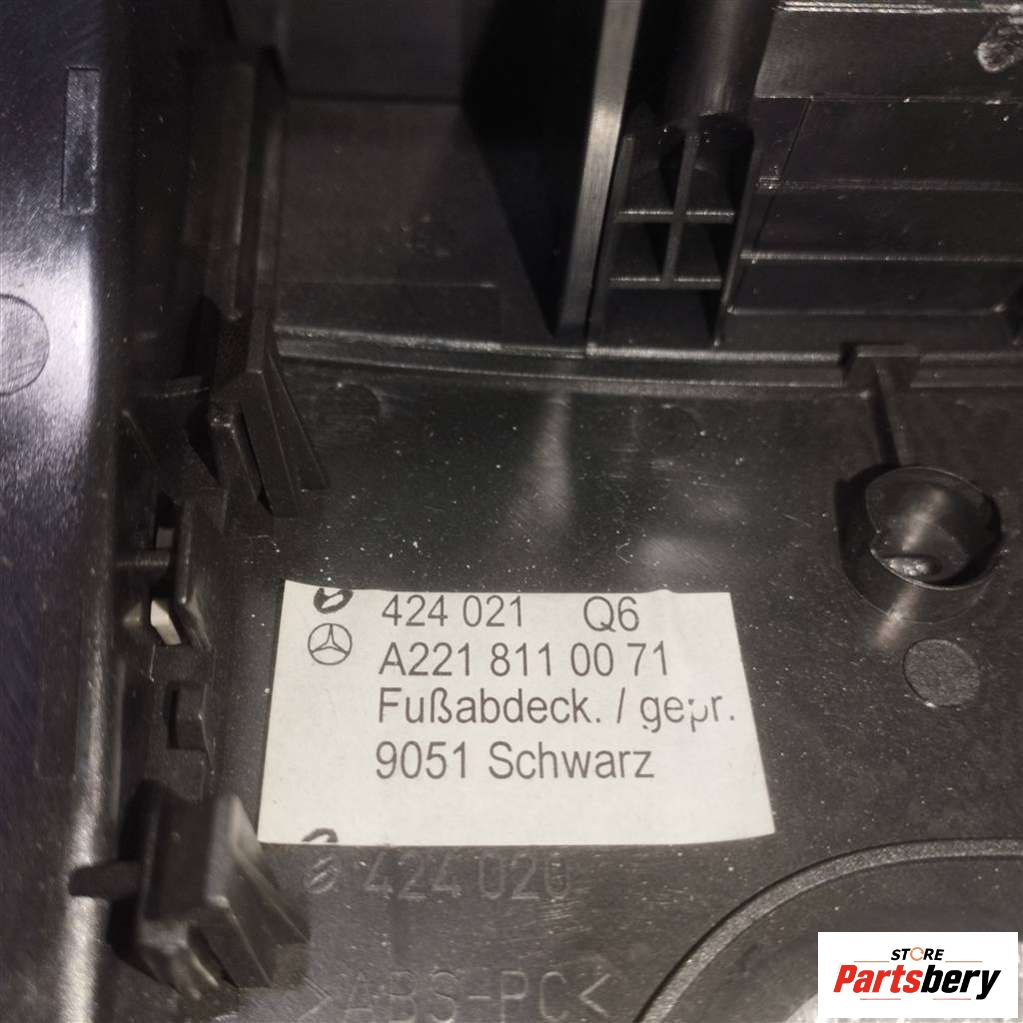 424 021 Q6
A221 811 00 71
Fußabdeck. / gepr.
9051 Schwarz
424 020
>ABS-PC<
STORE
Partsbery